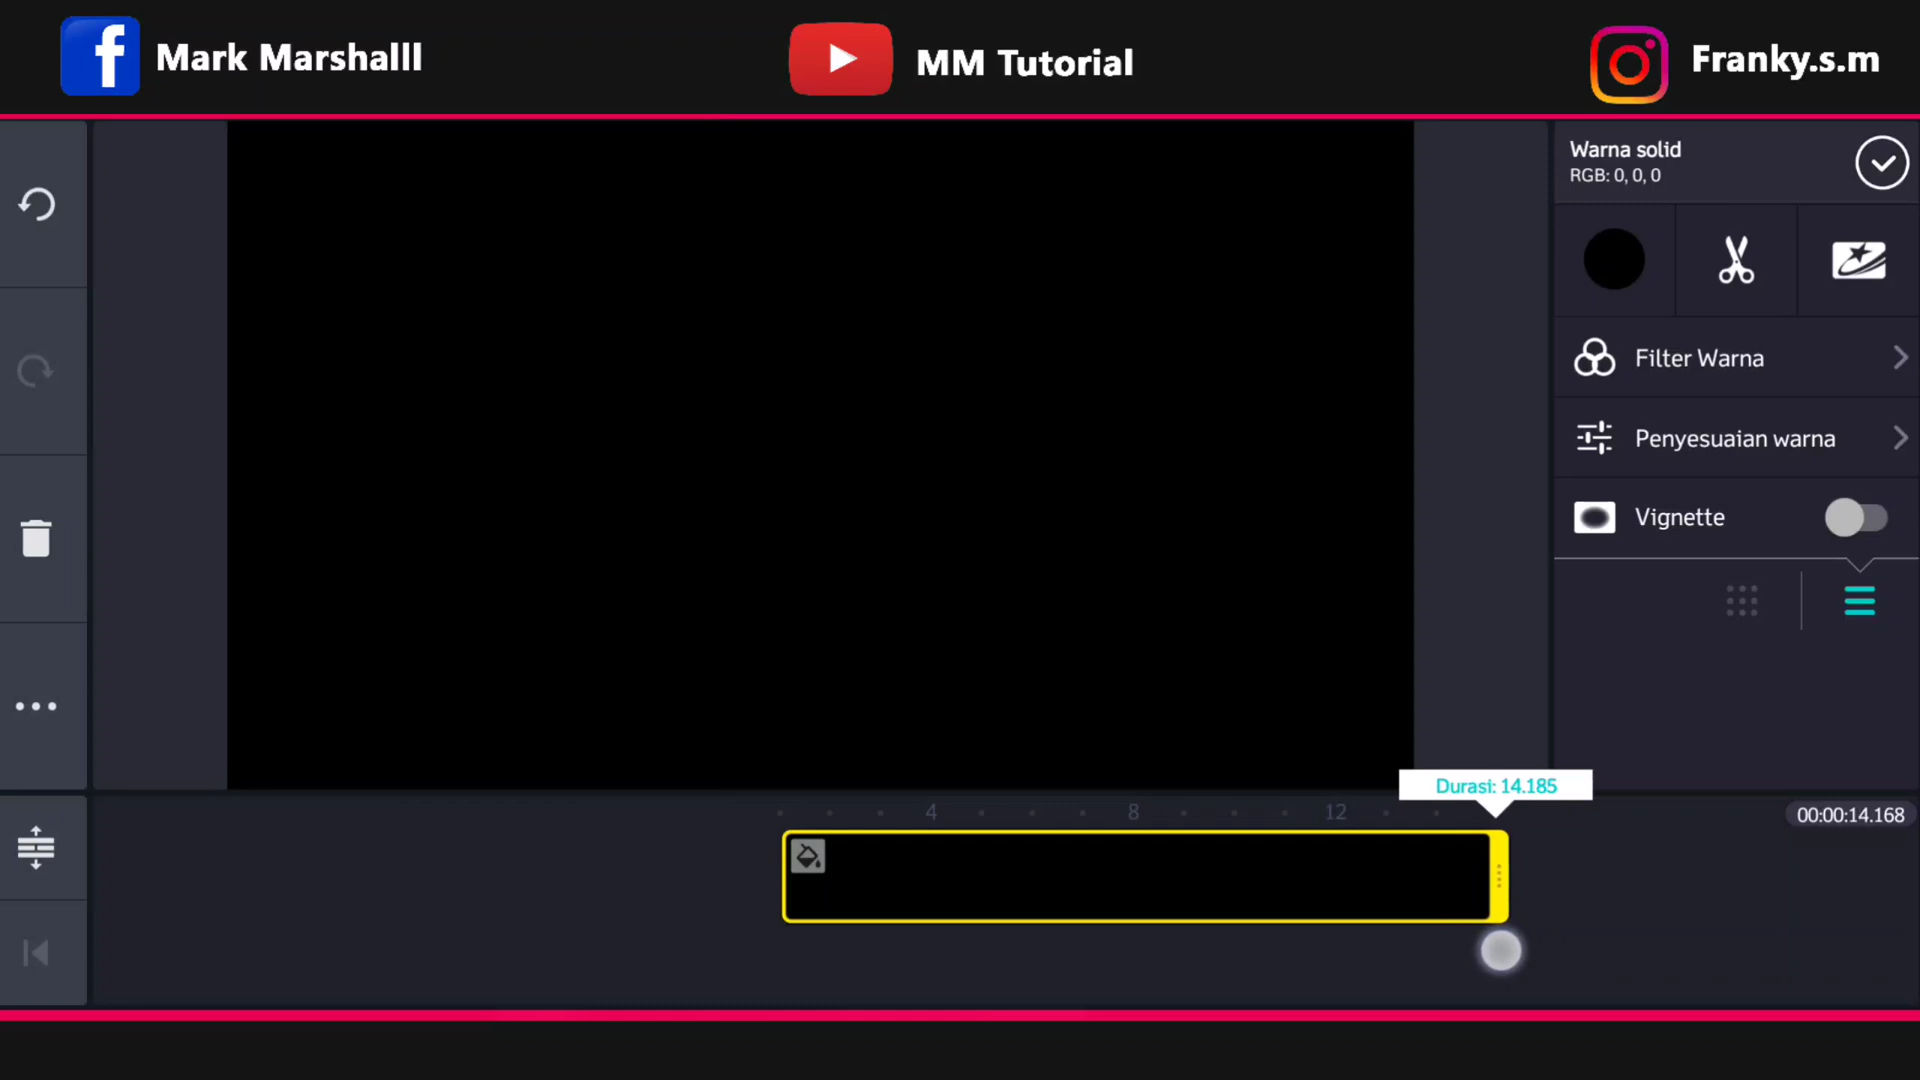 Mark Marshalll
MM Tutorial
Franky.s.m
Warna solid
RGB: 0, 0, 0
Filter Warna
Penyesuaian warna
Vignette
Durasi: 14.185
4
8
12
00:00:14.168